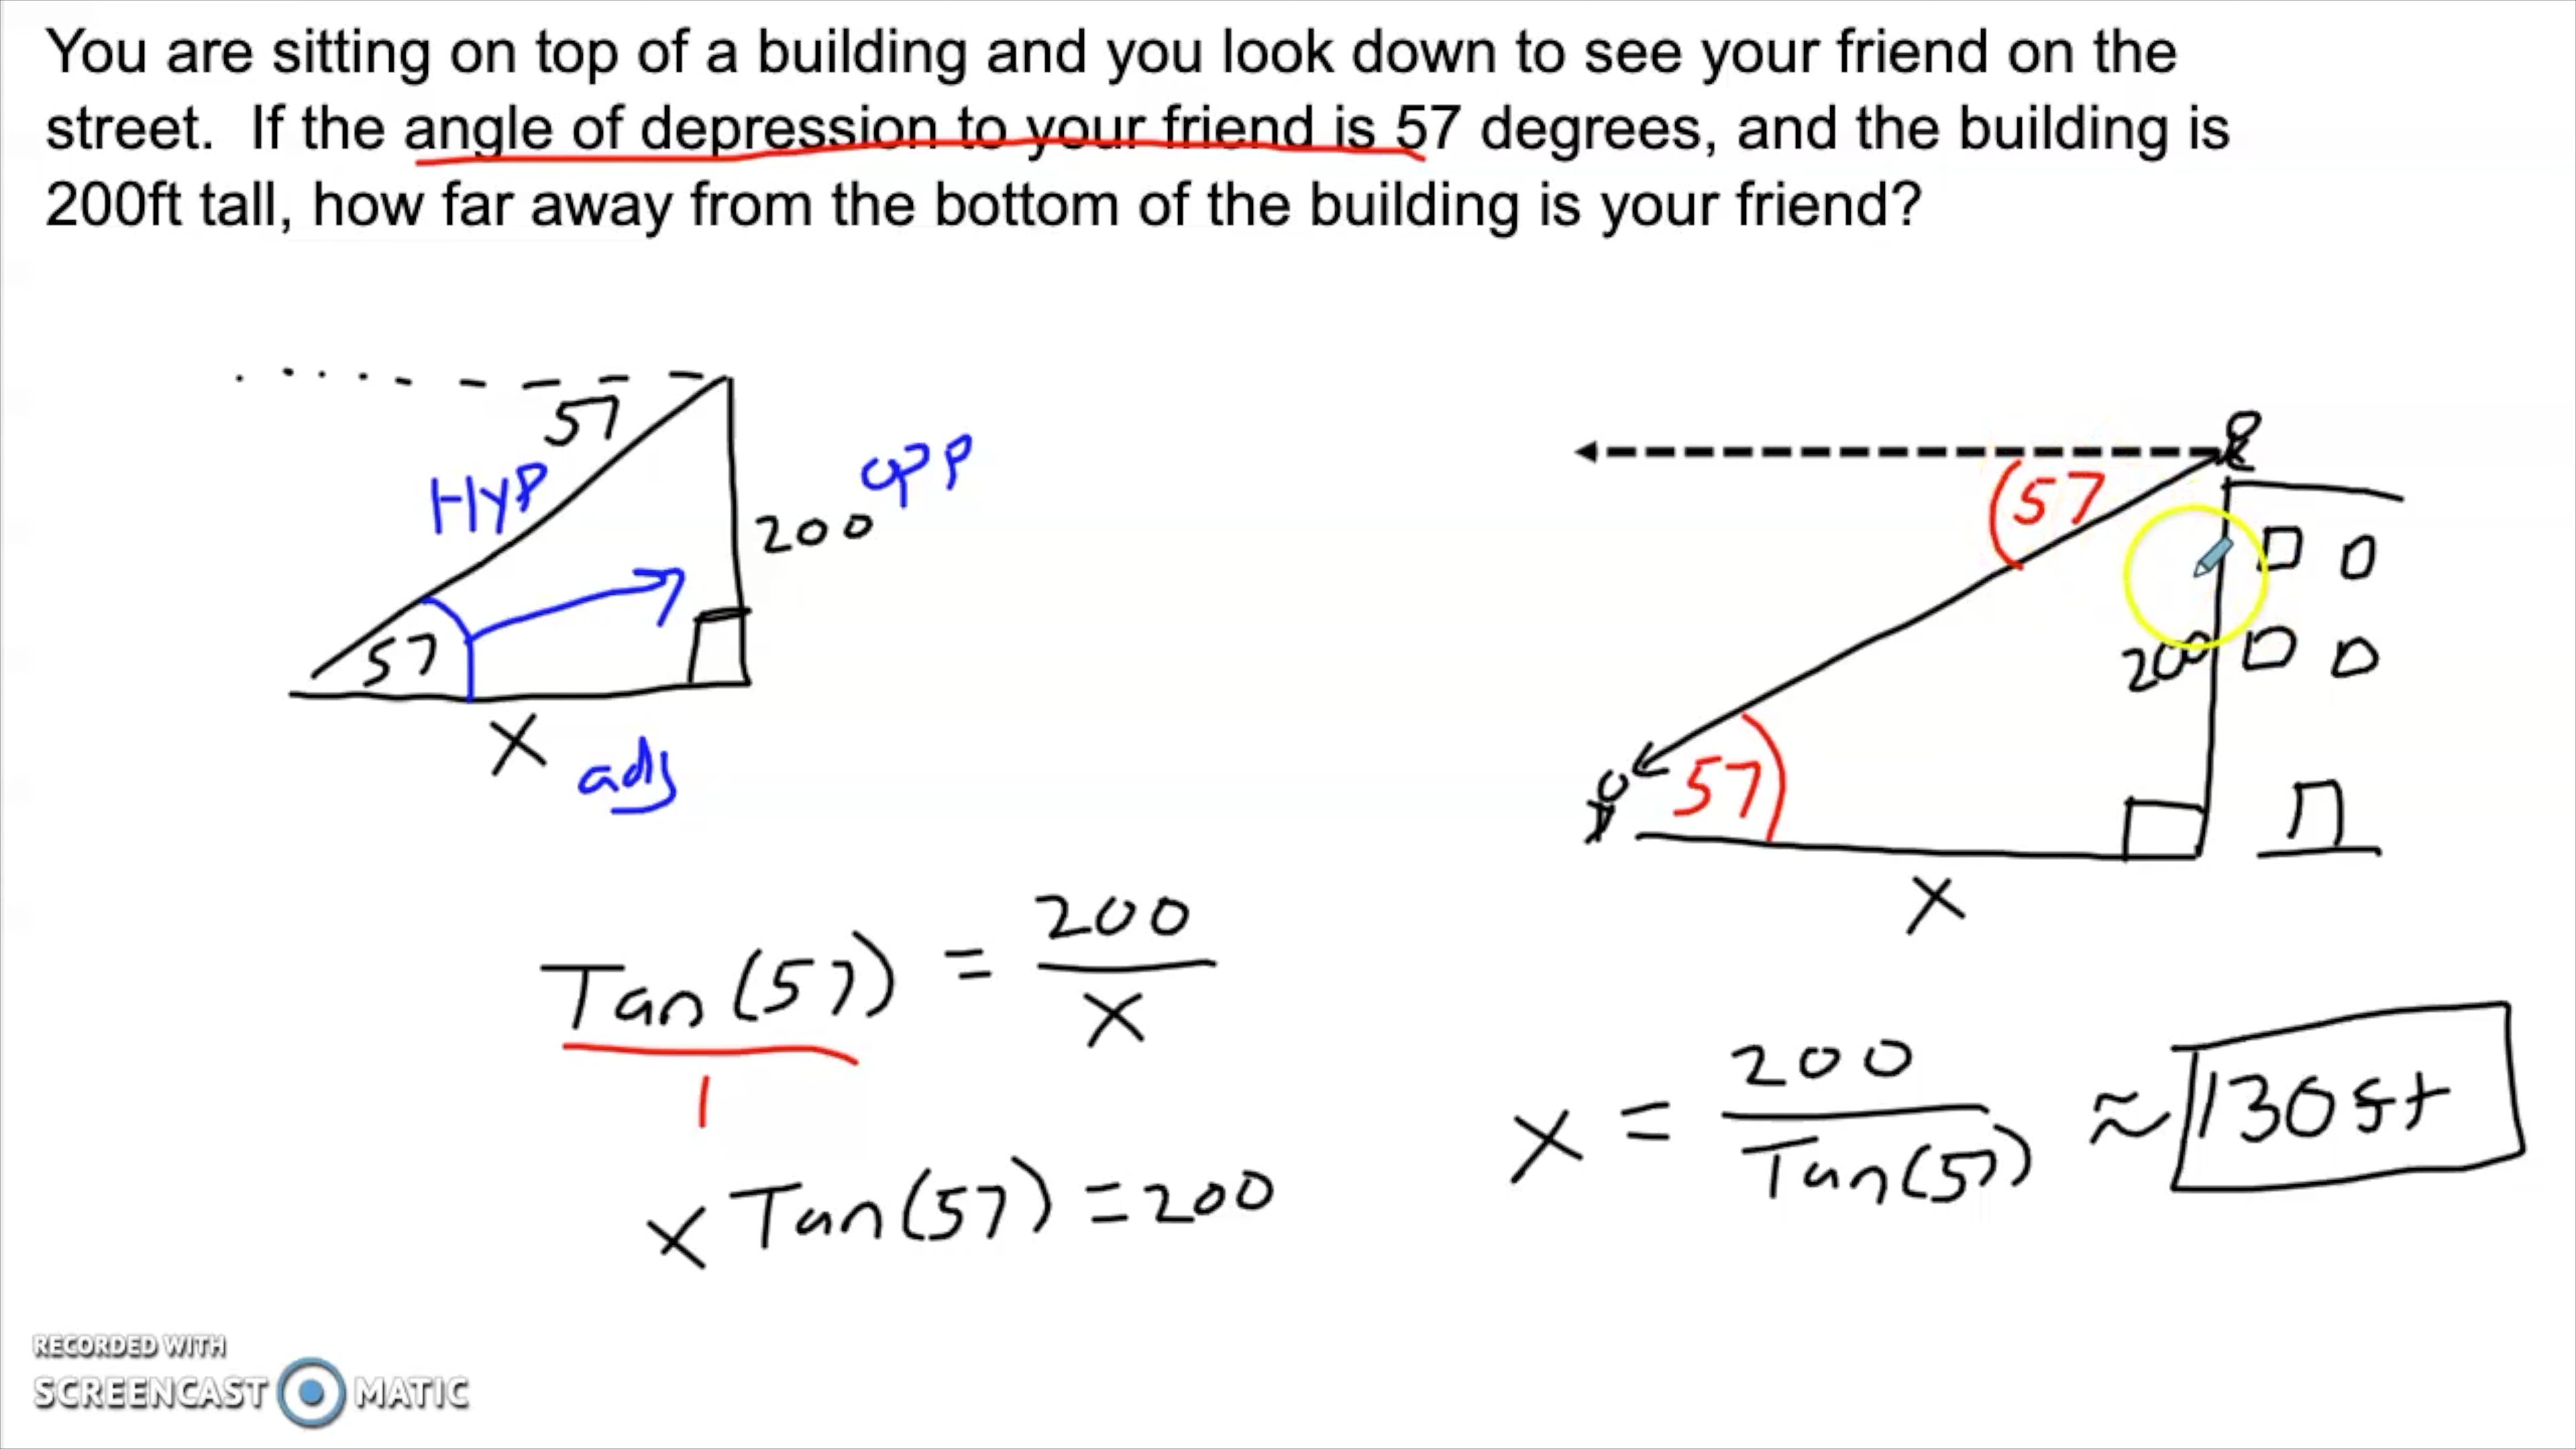 You are sitting on top of a building and you look down to see your friend on the
street. If the angle of depression to your friend is 57 degrees, and the building is
200ft tall, how far away from the bottom of the building is your friend?
57
Hyp
opp
200
57
x
adj
57
200
57
x
Tan (57) = 200
x
1
x Tan (57) = 200
x = 200
Tan (57)
≈ 130 ft
RECORDED WITH
SCREENCAST MATIC